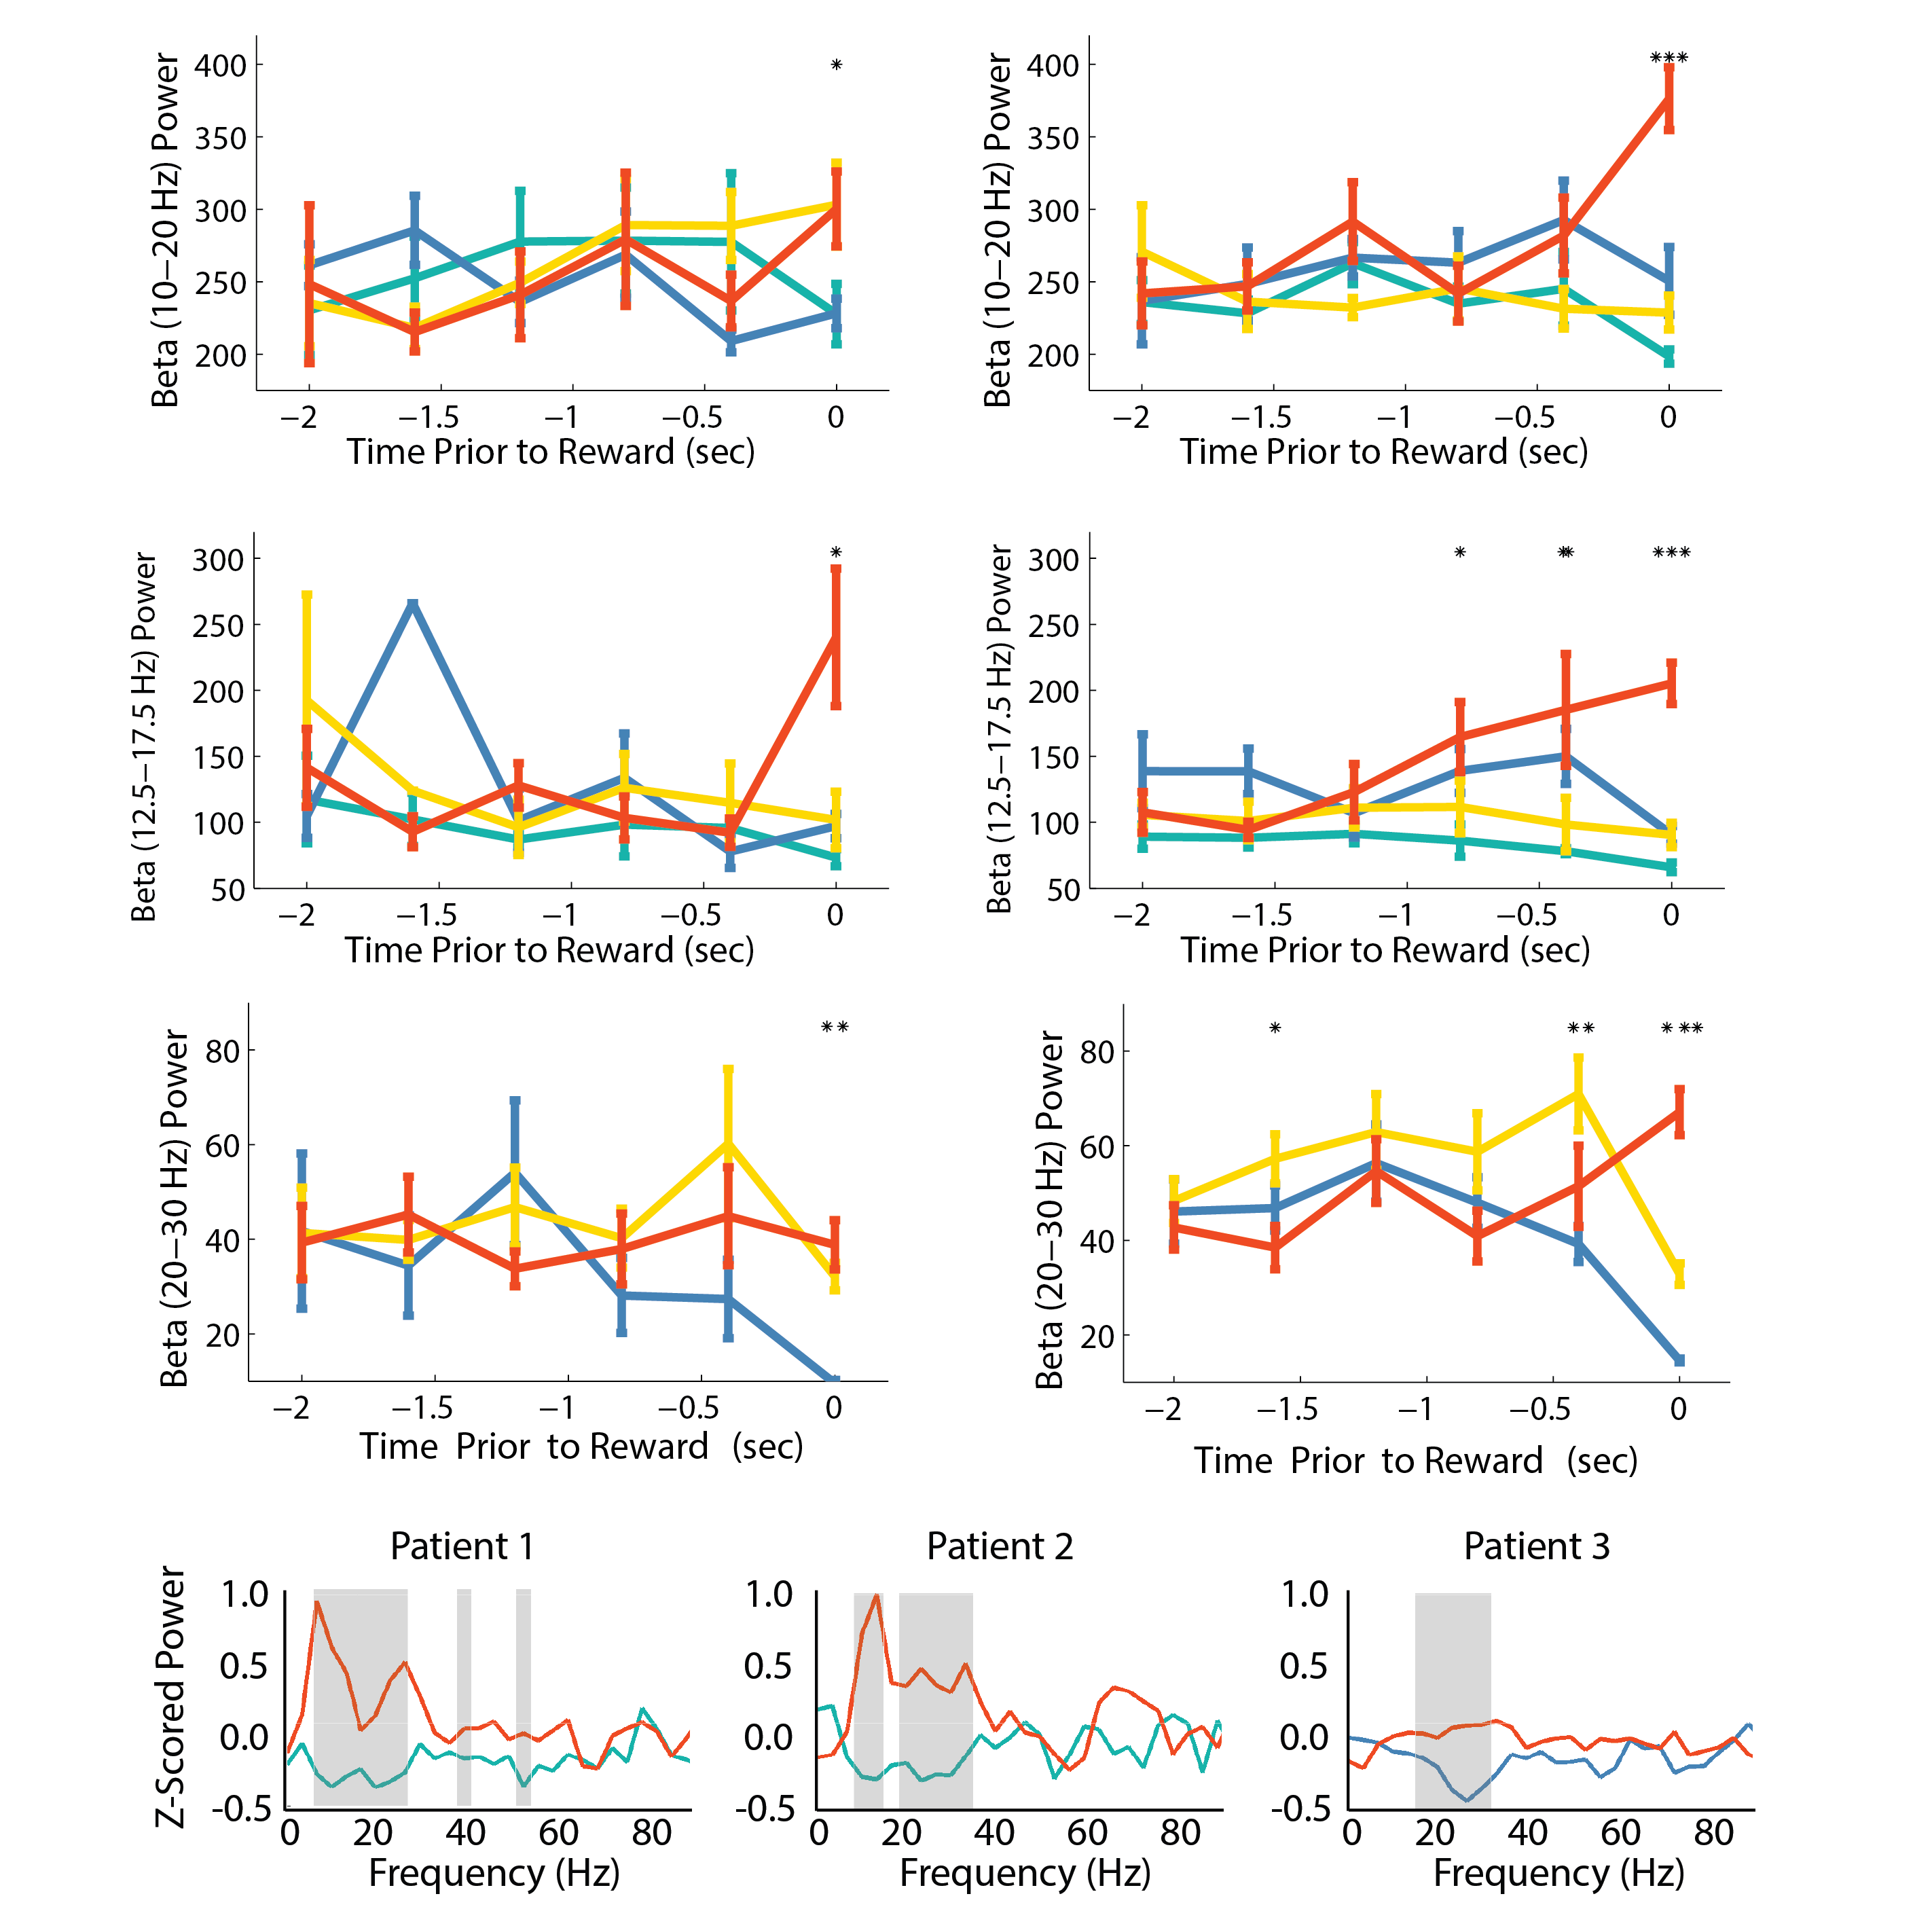 Beta (10–20 Hz) Power
400
350
300
250
200
*
−2 −1.5 −1 −0.5 0
Time Prior to Reward (sec)
Beta (10–20 Hz) Power
400
350
300
250
200
***
−2 −1.5 −1 −0.5 0
Time Prior to Reward (sec)
Beta (12.5–17.5 Hz) Power
300
250
200
150
100
50
*
−2 −1.5 −1 −0.5 0
Time Prior to Reward (sec)
Beta (12.5–17.5 Hz) Power
300
250
200
150
100
50
* ** ***
−2 −1.5 −1 −0.5 0
Time Prior to Reward (sec)
Beta (20–30 Hz) Power
80
60
40
20
**
−2 −1.5 −1 −0.5 0
Time Prior to Reward (sec)
Beta (20–30 Hz) Power
80
60
40
20
* ** ***
−2 −1.5 −1 −0.5 0
Time Prior to Reward (sec)
Z-Scored Power
Patient 1
1.0
0.5
0.0
-0.5
0 20 40 60 80
Frequency (Hz)
Patient 2
1.0
0.5
0.0
-0.5
0 20 40 60 80
Frequency (Hz)
Patient 3
1.0
0.5
0.0
-0.5
0 20 40 60 80
Frequency (Hz)